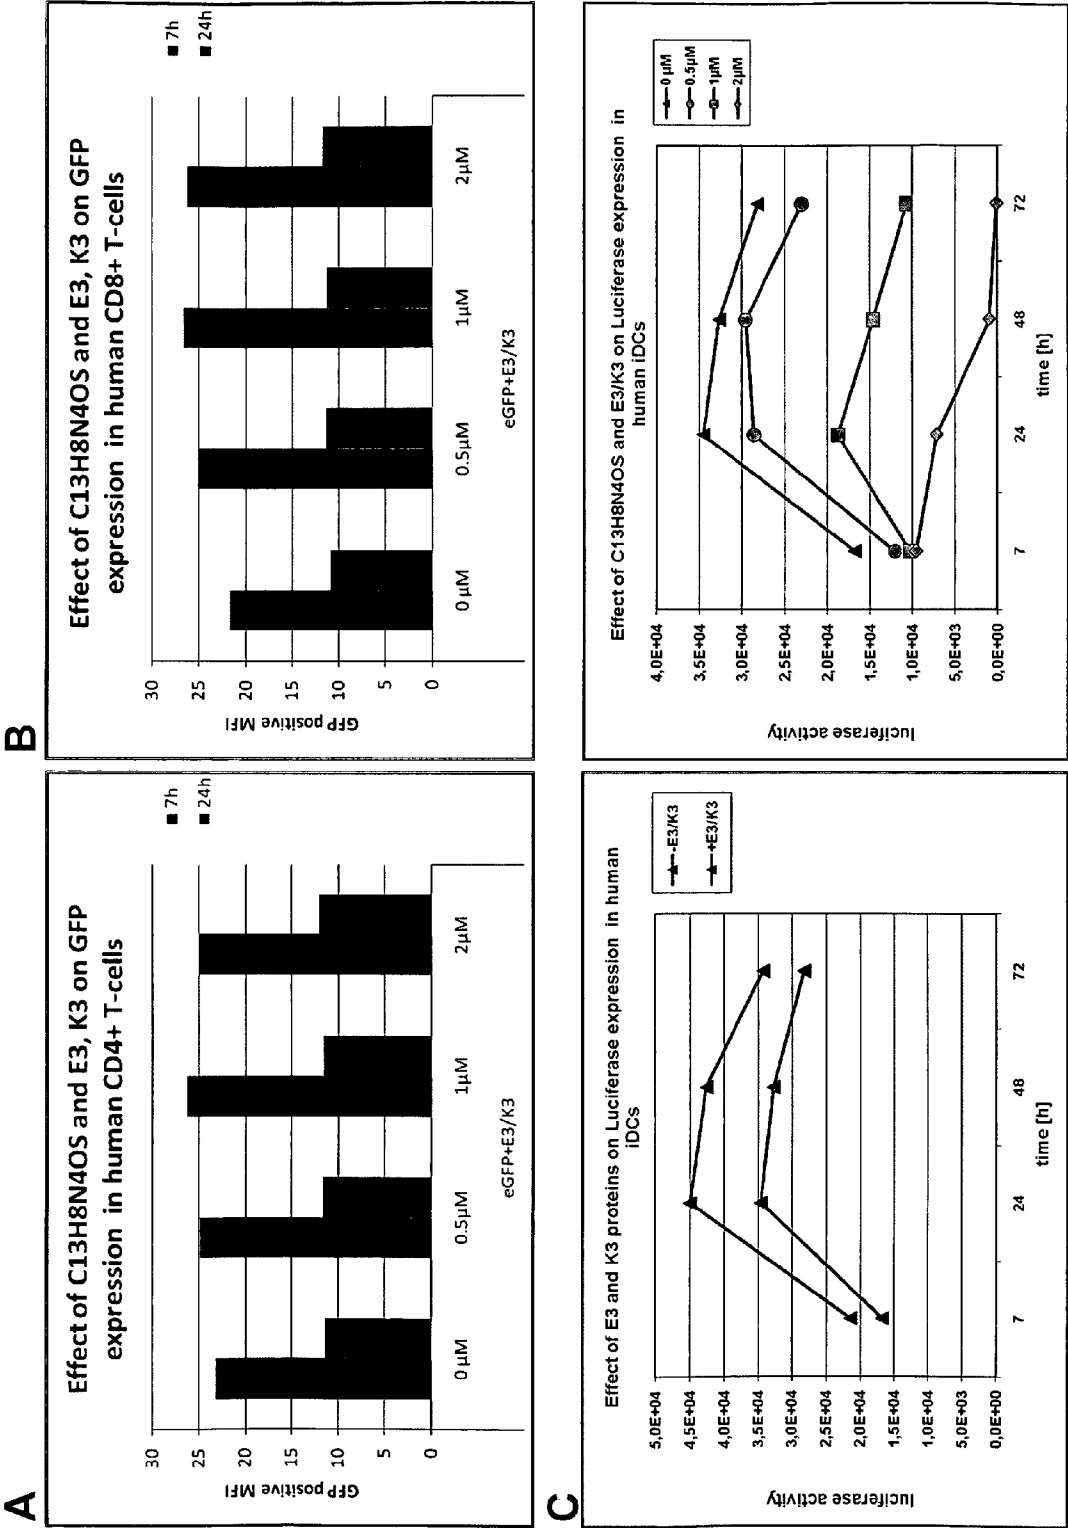 A
Effect of C13H8N4OS and E3, K3 on GFP
expression in human CD4+ T-cells
7h
24h
GFP positive MFI
30
25
20
15
10
5
0
0 µM
0.5µM
1µM
2µM
eGFP+E3/K3
B
Effect of C13H8N4OS and E3, K3 on GFP
expression in human CD8+ T-cells
7h
24h
GFP positive MFI
30
25
20
15
10
5
0
0 µM
0.5µM
1µM
2µM
eGFP+E3/K3
C
Effect of E3 and K3 proteins on Luciferase expression in human
iDCs
-E3/K3
+E3/K3
luciferase activity
5,0E+04
4,5E+04
4,0E+04
3,5E+04
3,0E+04
2,5E+04
2,0E+04
1,5E+04
1,0E+04
5,0E+03
0,0E+00
7
24
48
72
time [h]
Effect of C13H8N4OS and E3/K3 on Luciferase expression in
human iDCs
0 µM
0.5µM
1µM
2µM
luciferase activity
4,0E+04
3,5E+04
3,0E+04
2,5E+04
2,0E+04
1,5E+04
1,0E+04
5,0E+03
0,0E+00
7
24
48
72
time [h]